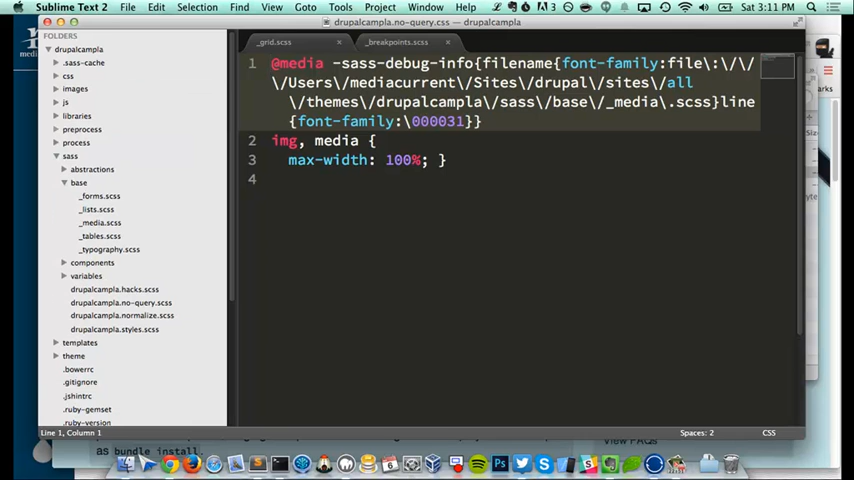 Sublime Text 2 File Edit Selection Find View Goto Tools Project Window Help 3 Sat 3:11 PM
drupalcampla.no-query.css — drupalcampla
FOLDERS
drupalcampla
.sass-cache
css
images
js
libraries
preprocess
process
sass
abstractions
base
_forms.scss
_lists.scss
_media.scss
_tables.scss
_typography.scss
components
variables
drupalcampla.hacks.scss
drupalcampla.no-query.scss
drupalcampla.normalize.scss
drupalcampla.styles.scss
templates
theme
.bowerrc
.gitignore
.jshintrc
.ruby-gemset
.ruby-version
_grid.scss × _breakpoints.scss ×
1 @media -sass-debug-info{filename{font-family:file\:\/\/
\/Users\/mediacurrent\/Sites\/drupal\/sites\/all
\/themes\/drupalcampla\/sass\/base\/_media\.scss}line
{font-family:\000031}}
2 img, media {
3 max-width: 100%; }
4
Line 1, Column 1 Spaces: 2 CSS
as bundle install.
View FAQs